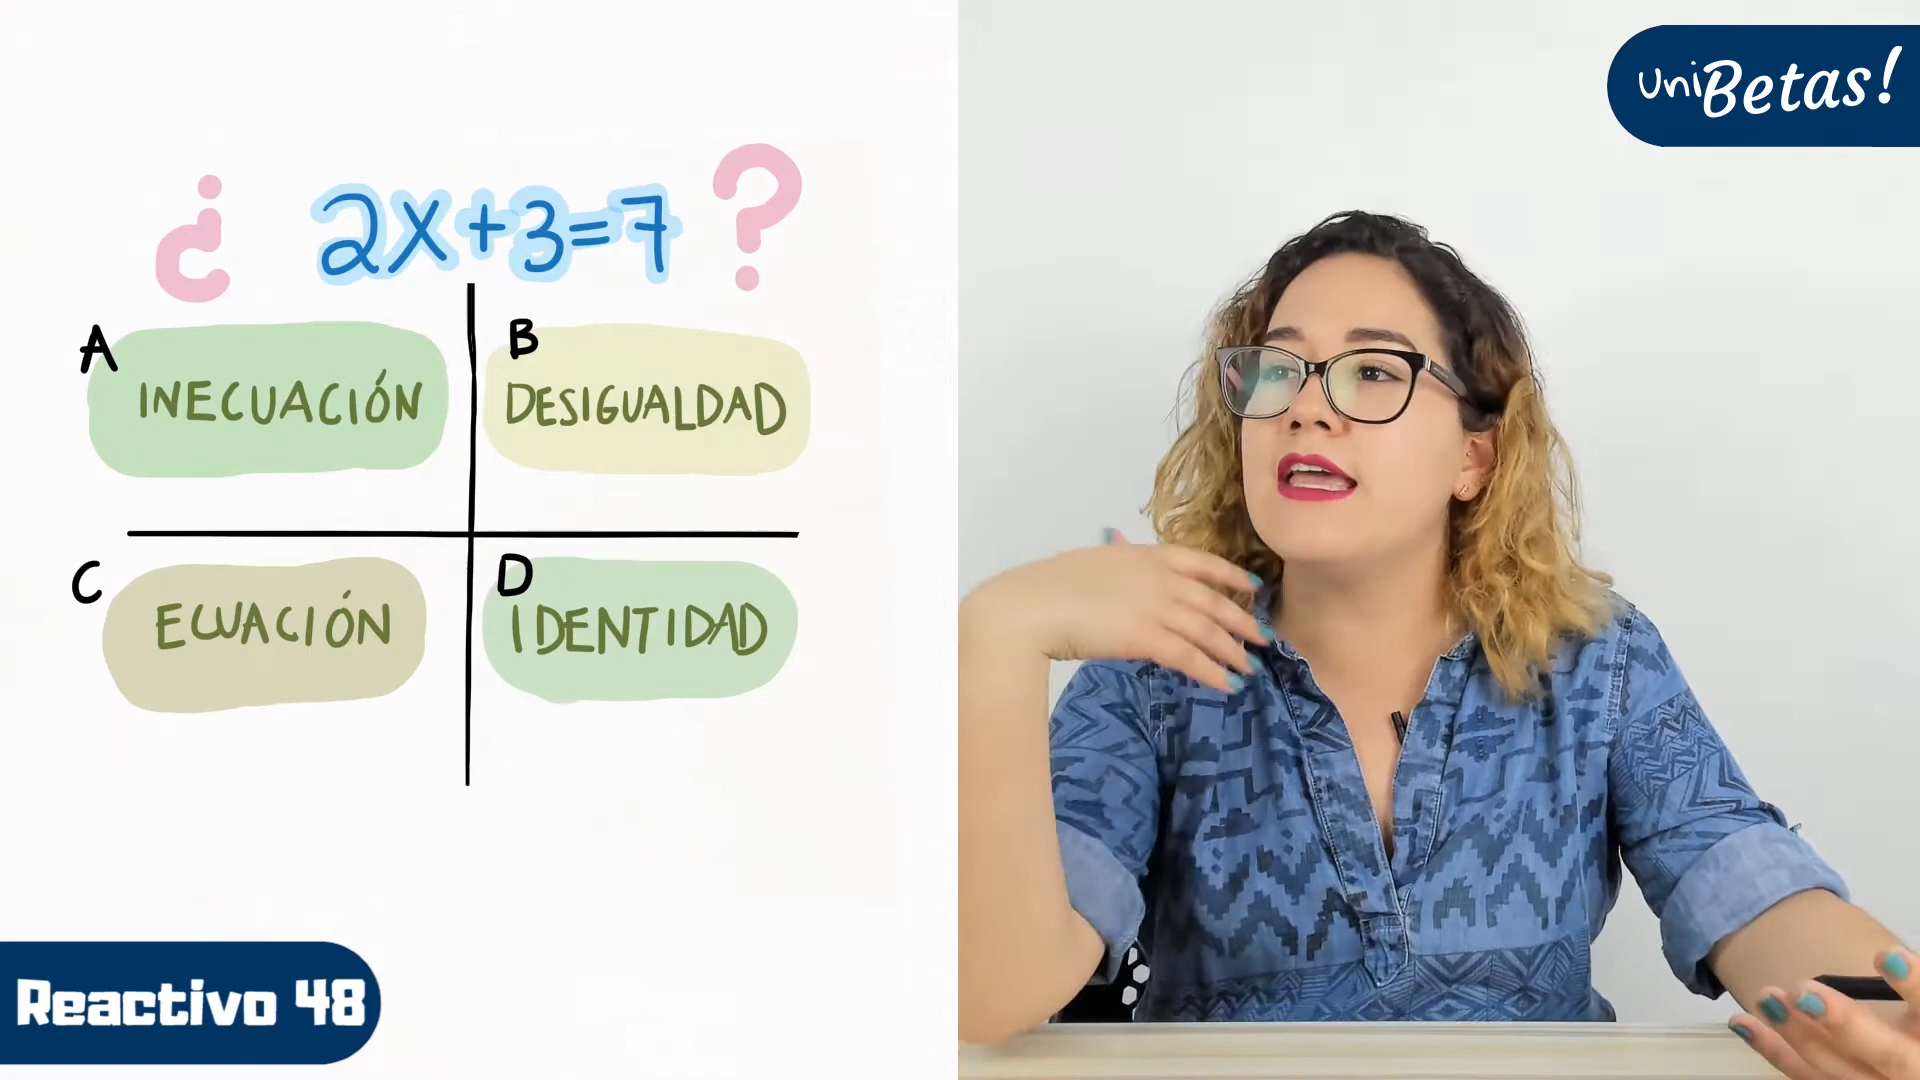 uniBetas!
¿ 2x+3=7 ?
A
INECUACIÓN
B
DESIGUALDAD
C
ECUACIÓN
D
IDENTIDAD
Reactivo 48